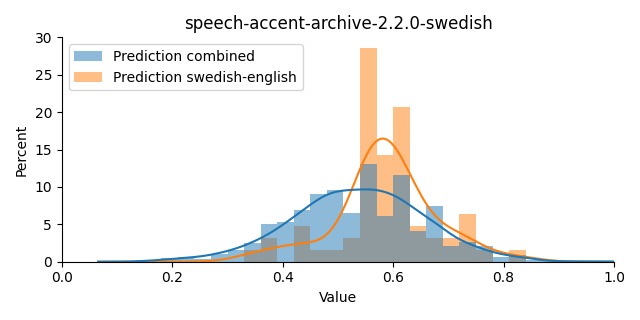 speech-accent-archive-2.2.0-swedish
30
25
20
15
10
5
0
Percent
Prediction combined
Prediction swedish-english
0.0 0.2 0.4 0.6 0.8 1.0
Value